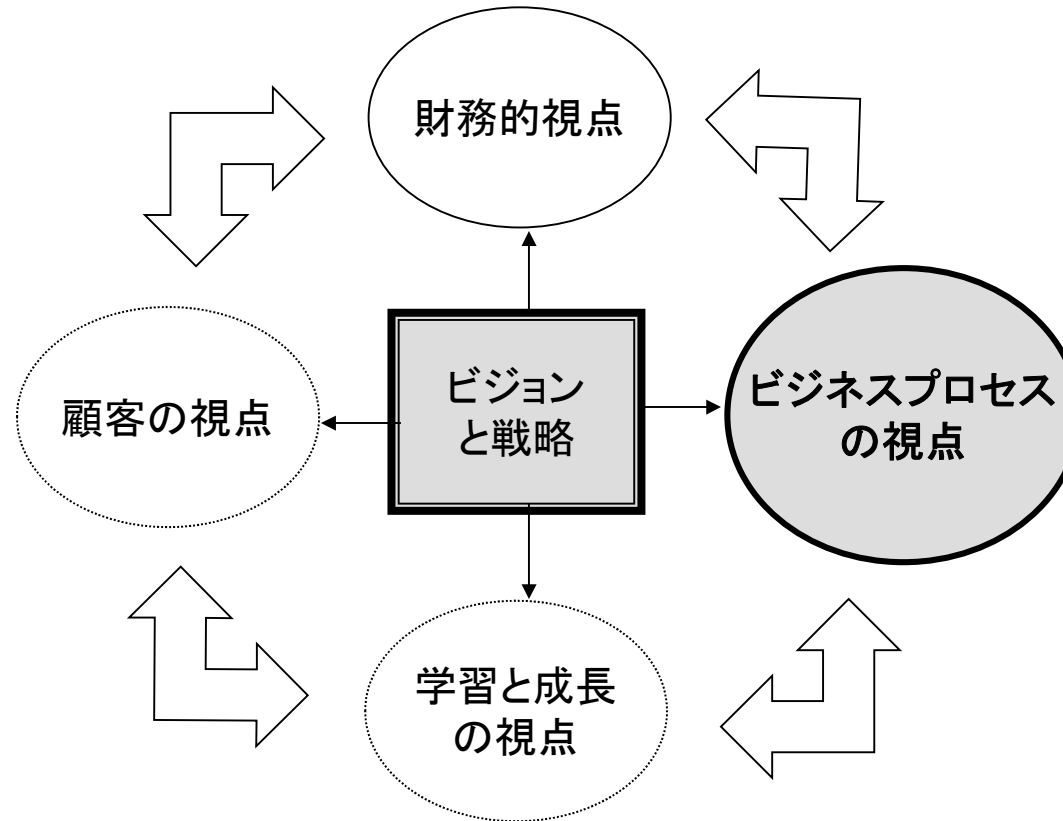 財務的視点
顧客の視点
ビジョン
と戦略
ビジネスプロセス
の視点
学習と成長
の視点